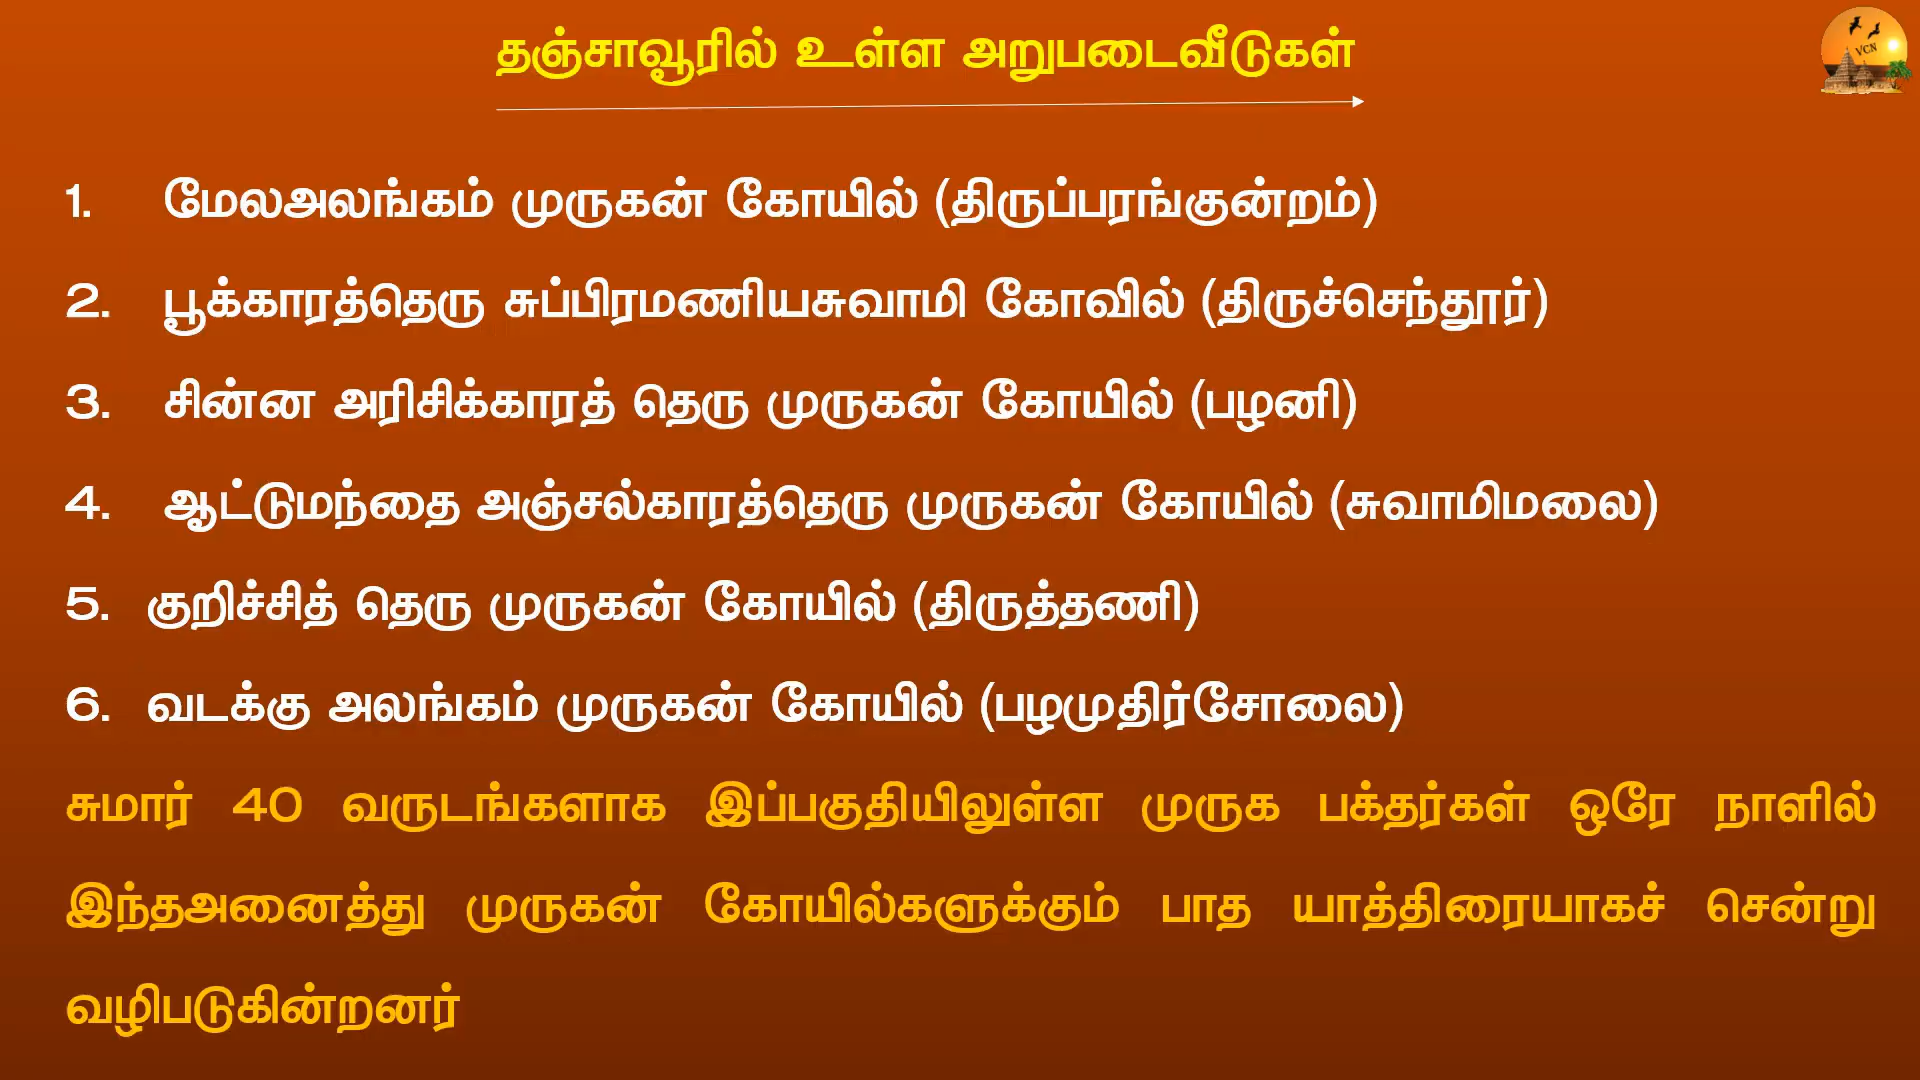 தஞ்சாவூரில் உள்ள அறுபடைவீடுகள்
VCN
1. மேலஅலங்கம் முருகன் கோயில் (திருப்பரங்குன்றம்)
2. பூக்காரத்தெரு சுப்பிரமணியசுவாமி கோவில் (திருச்செந்தூர்)
3. சின்ன அரிசிக்காரத் தெரு முருகன் கோயில் (பழனி)
4. ஆட்டுமந்தை அஞ்சல்காரத்தெரு முருகன் கோயில் (சுவாமிமலை)
5. குறிச்சித் தெரு முருகன் கோயில் (திருத்தணி)
6. வடக்கு அலங்கம் முருகன் கோயில் (பழமுதிர்சோலை)
சுமார் 40 வருடங்களாக இப்பகுதியிலுள்ள முருக பக்தர்கள் ஒரே நாளில்
இந்தஅனைத்து முருகன் கோயில்களுக்கும் பாத யாத்திரையாகச் சென்று
வழிபடுகின்றனர்